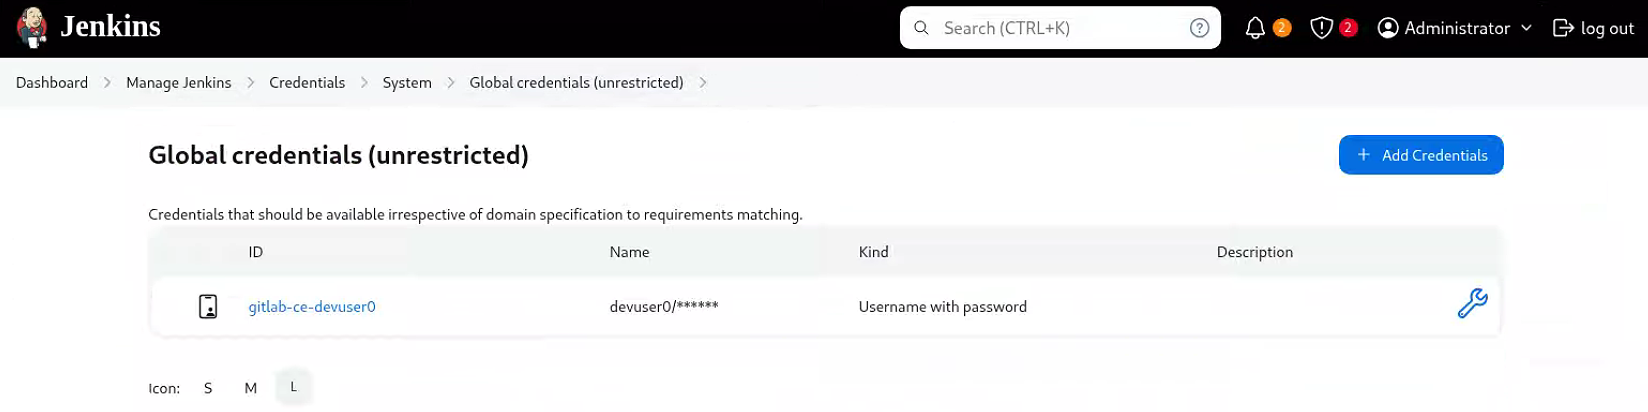 Jenkins Search (CTRL+K) ? 2 2 Administrator log out
Dashboard Manage Jenkins Credentials System Global credentials (unrestricted)
Global credentials (unrestricted) + Add Credentials
Credentials that should be available irrespective of domain specification to requirements matching.
ID Name Kind Description
gitlab-ce-devuser0 devuser0/****** Username with password
Icon: S M L